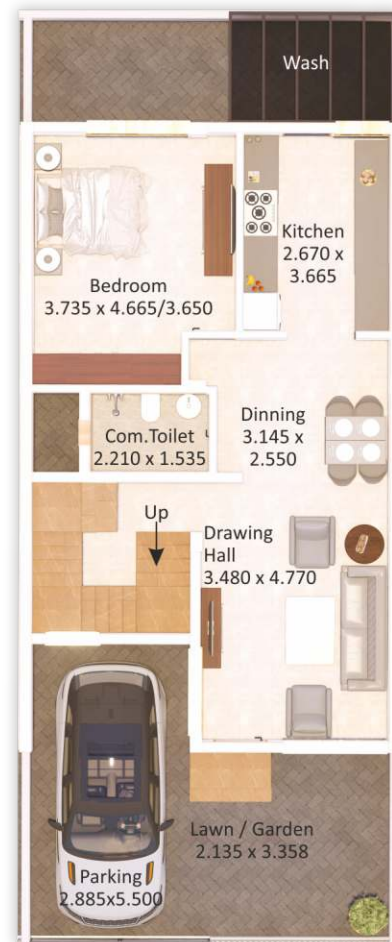 Wash
Kitchen
2.670 x
3.665
Bedroom
3.735 x 4.665/3.650
Dinning
3.145 x
2.550
Com.Toilet
2.210 x 1.535
Up
Drawing
Hall
3.480 x 4.770
Lawn / Garden
2.135 x 3.358
Parking
2.885x5.500